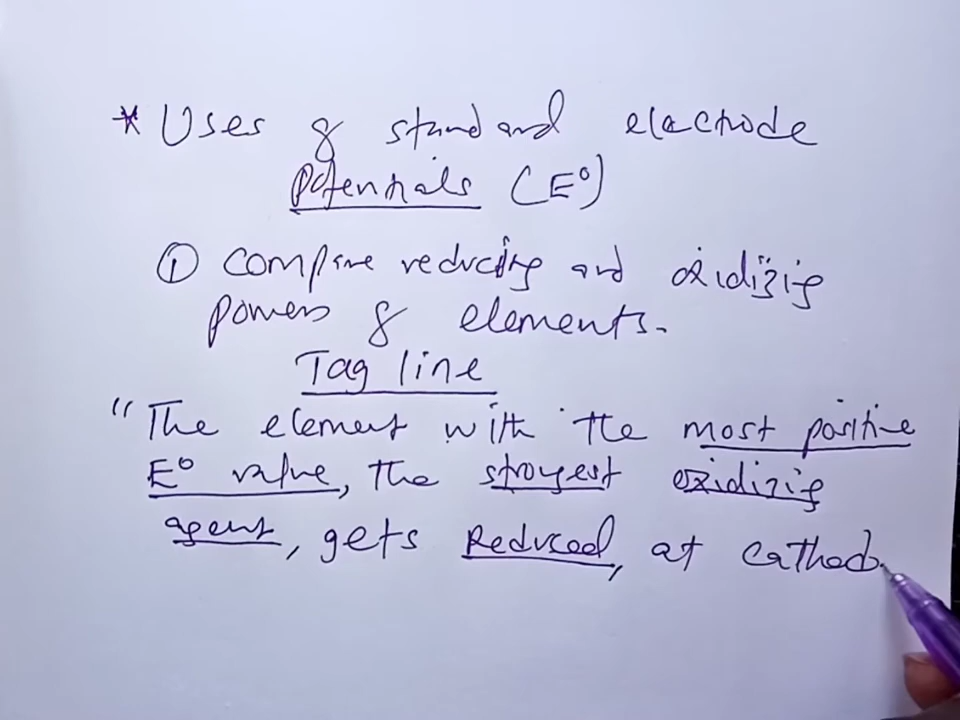 * Uses of standard electrode
potentials (E°)
① Compare reducing and oxidizing
powers of elements.
Tag line
"The element with the most positive
E° value, the strongest oxidizing
agent, gets Reduced, at cathod